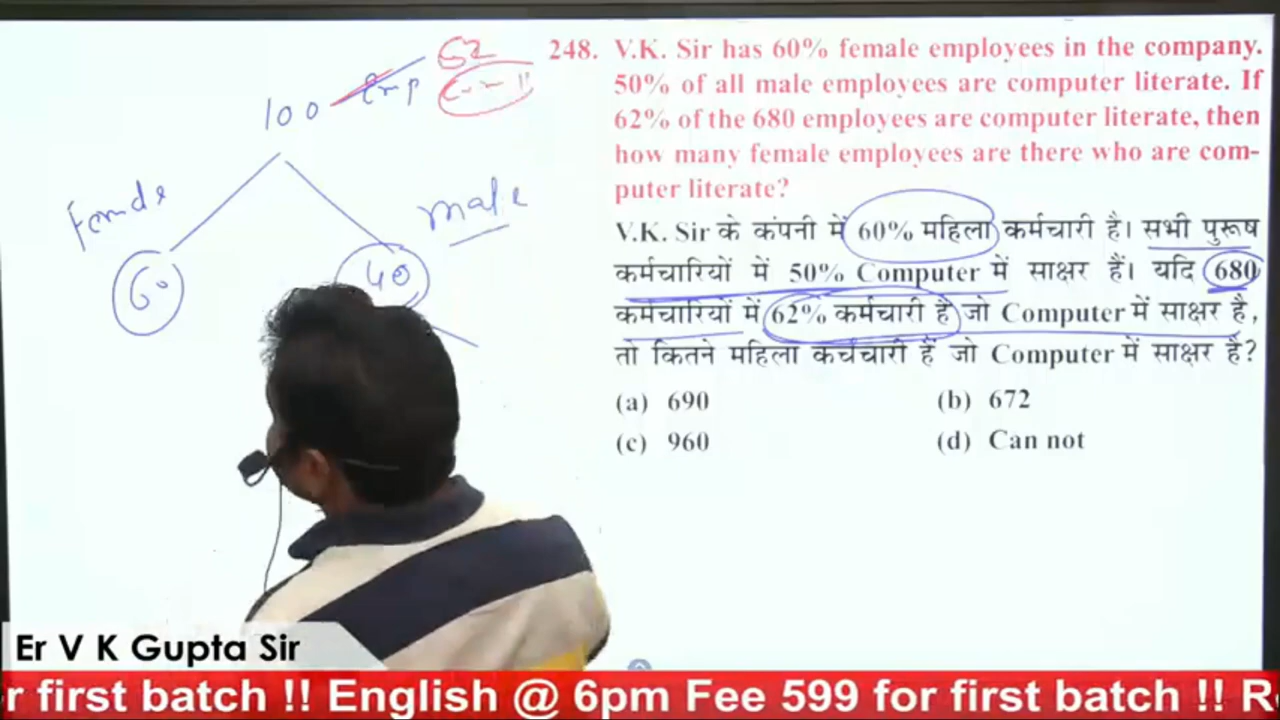 248. V.K. Sir has 60% female employees in the company.
50% of all male employees are computer literate. If
62% of the 680 employees are computer literate, then
how many female employees are there who are com-
puter literate?
V.K. Sir के कंपनी में 60% महिला कर्मचारी है। सभी पुरूष
कर्मचारियों में 50% Computer में साक्षर हैं। यदि 680
कर्मचारियों में 62% कर्मचारी है जो Computer में साक्षर है,
तो कितने महिला कर्चचारी हैं जो Computer में साक्षर है?
(a) 690 (b) 672
(c) 960 (d) Can not
62
100 Emp
Female male
60 40
Er V K Gupta Sir
r first batch !! English @ 6pm Fee 599 for first batch !! R